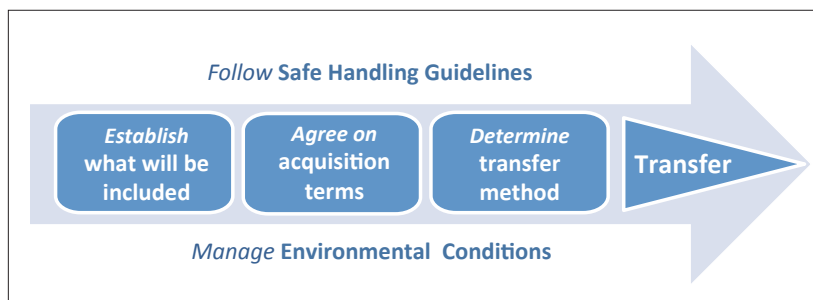 Follow Safe Handling Guidelines
Establish
what will be
included
Agree on
acquisition
terms
Determine
transfer
method
Transfer
Manage Environmental Conditions